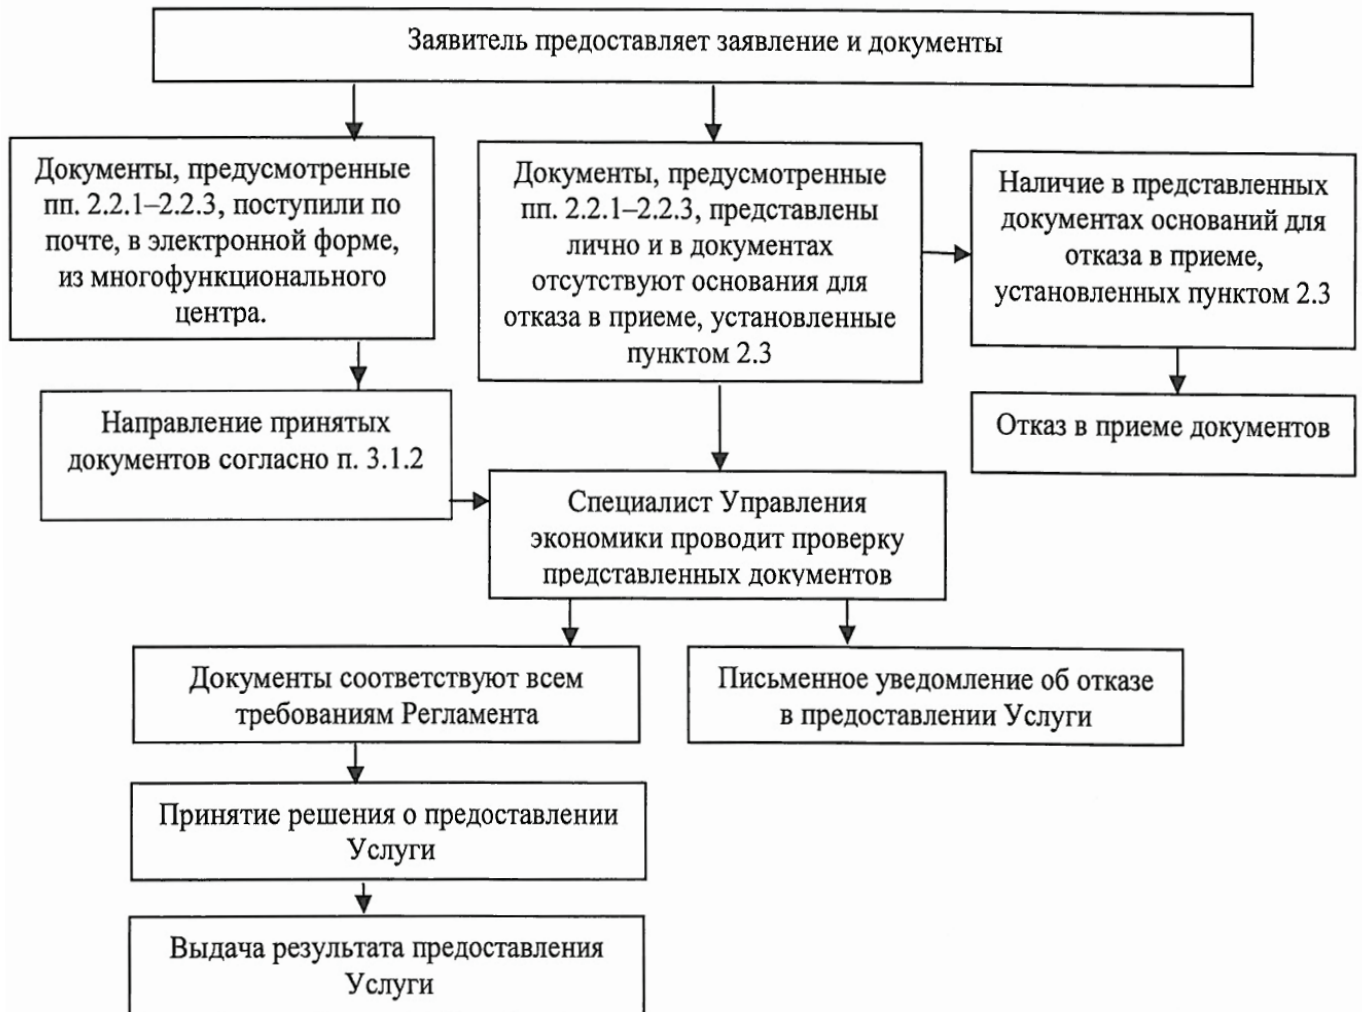 Заявитель предоставляет заявление и документы
Документы, предусмотренные
пп. 2.2.1–2.2.3, поступили по
почте, в электронной форме,
из многофункционального
центра.
Документы, предусмотренные
пп. 2.2.1–2.2.3, представлены
лично и в документах
отсутствуют основания для
отказа в приеме, установленные
пунктом 2.3
Наличие в представленных
документах оснований для
отказа в приеме,
установленных пунктом 2.3
Направление принятых
документов согласно п. 3.1.2
Отказ в приеме документов
Специалист Управления
экономики проводит проверку
представленных документов
Документы соответствуют всем
требованиям Регламента
Письменное уведомление об отказе
в предоставлении Услуги
Принятие решения о предоставлении
Услуги
Выдача результата предоставления
Услуги